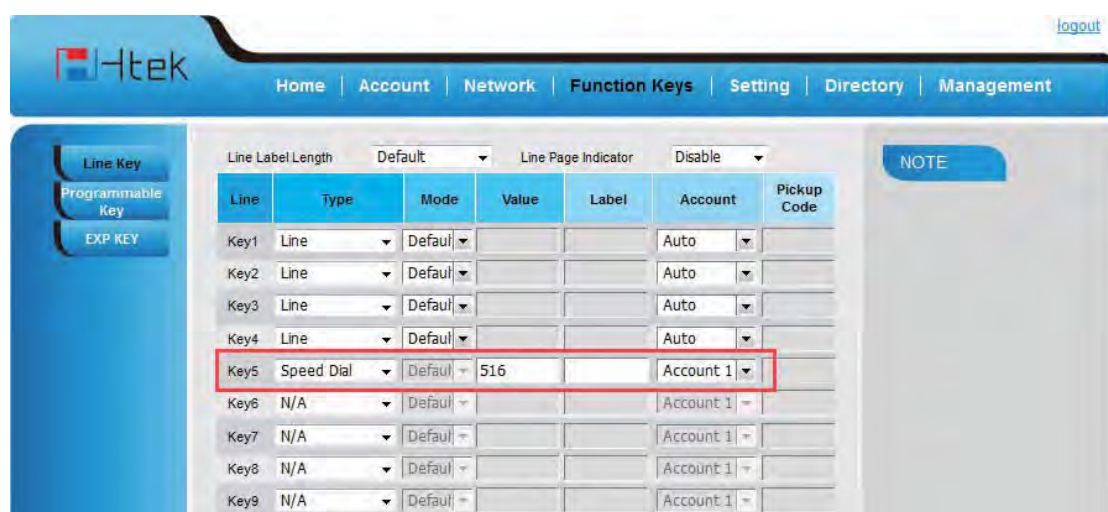 logout
Htek
Home | Account | Network | Function Keys | Setting | Directory | Management
Line Key
Programmable Key
EXP KEY
Line Label Length Default Line Page Indicator Disable
NOTE
Line Type Mode Value Label Account Pickup Code
Key1 Line Defaul Auto
Key2 Line Defaul Auto
Key3 Line Defaul Auto
Key4 Line Defaul Auto
Key5 Speed Dial Defaul 516 Account 1
Key6 N/A Defaul Account 1
Key7 N/A Defaul Account 1
Key8 N/A Defaul Account 1
Key9 N/A Defaul Account 1